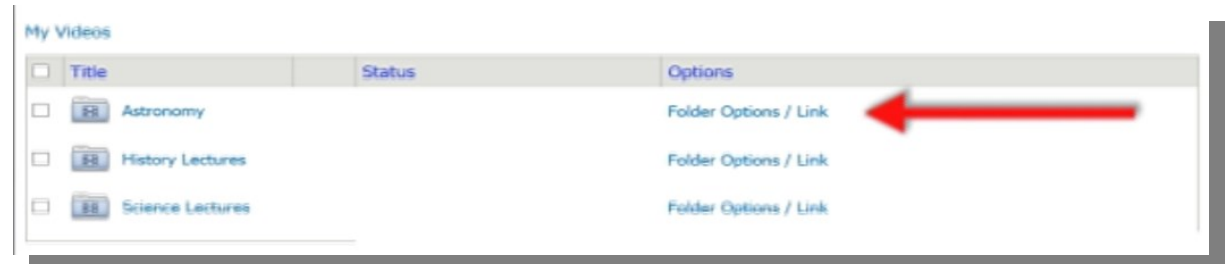 My Videos
Title Status Options
Astronomy Folder Options / Link
History Lectures Folder Options / Link
Science Lectures Folder Options / Link